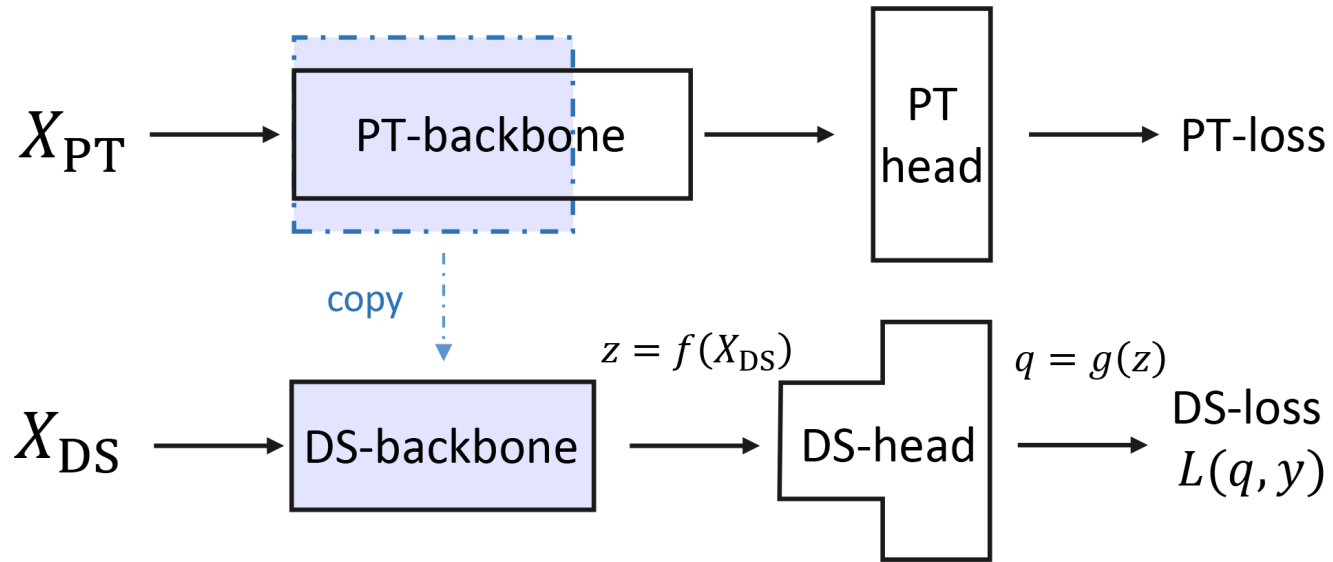 X_PT
PT-backbone
PT
head
PT-loss
copy
z = f(X_DS)
q = g(z)
X_DS
DS-backbone
DS-head
DS-loss
L(q, y)